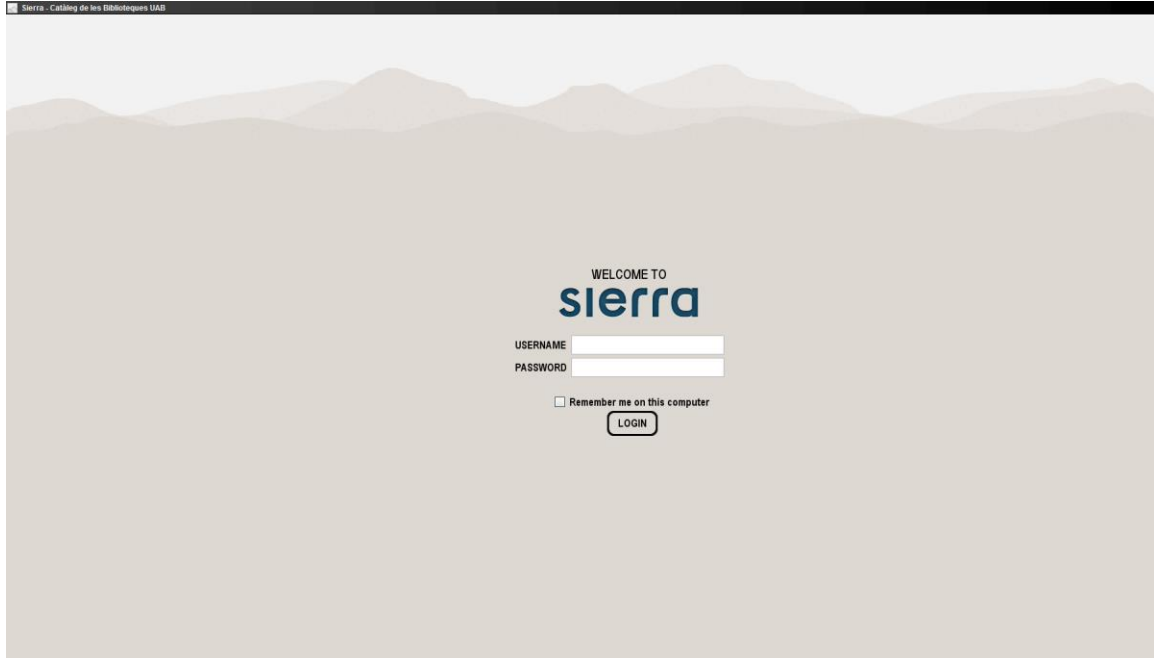 Sierra - Catàleg de les Biblioteques UAB
WELCOME TO
sierra
USERNAME
PASSWORD
Remember me on this computer
LOGIN